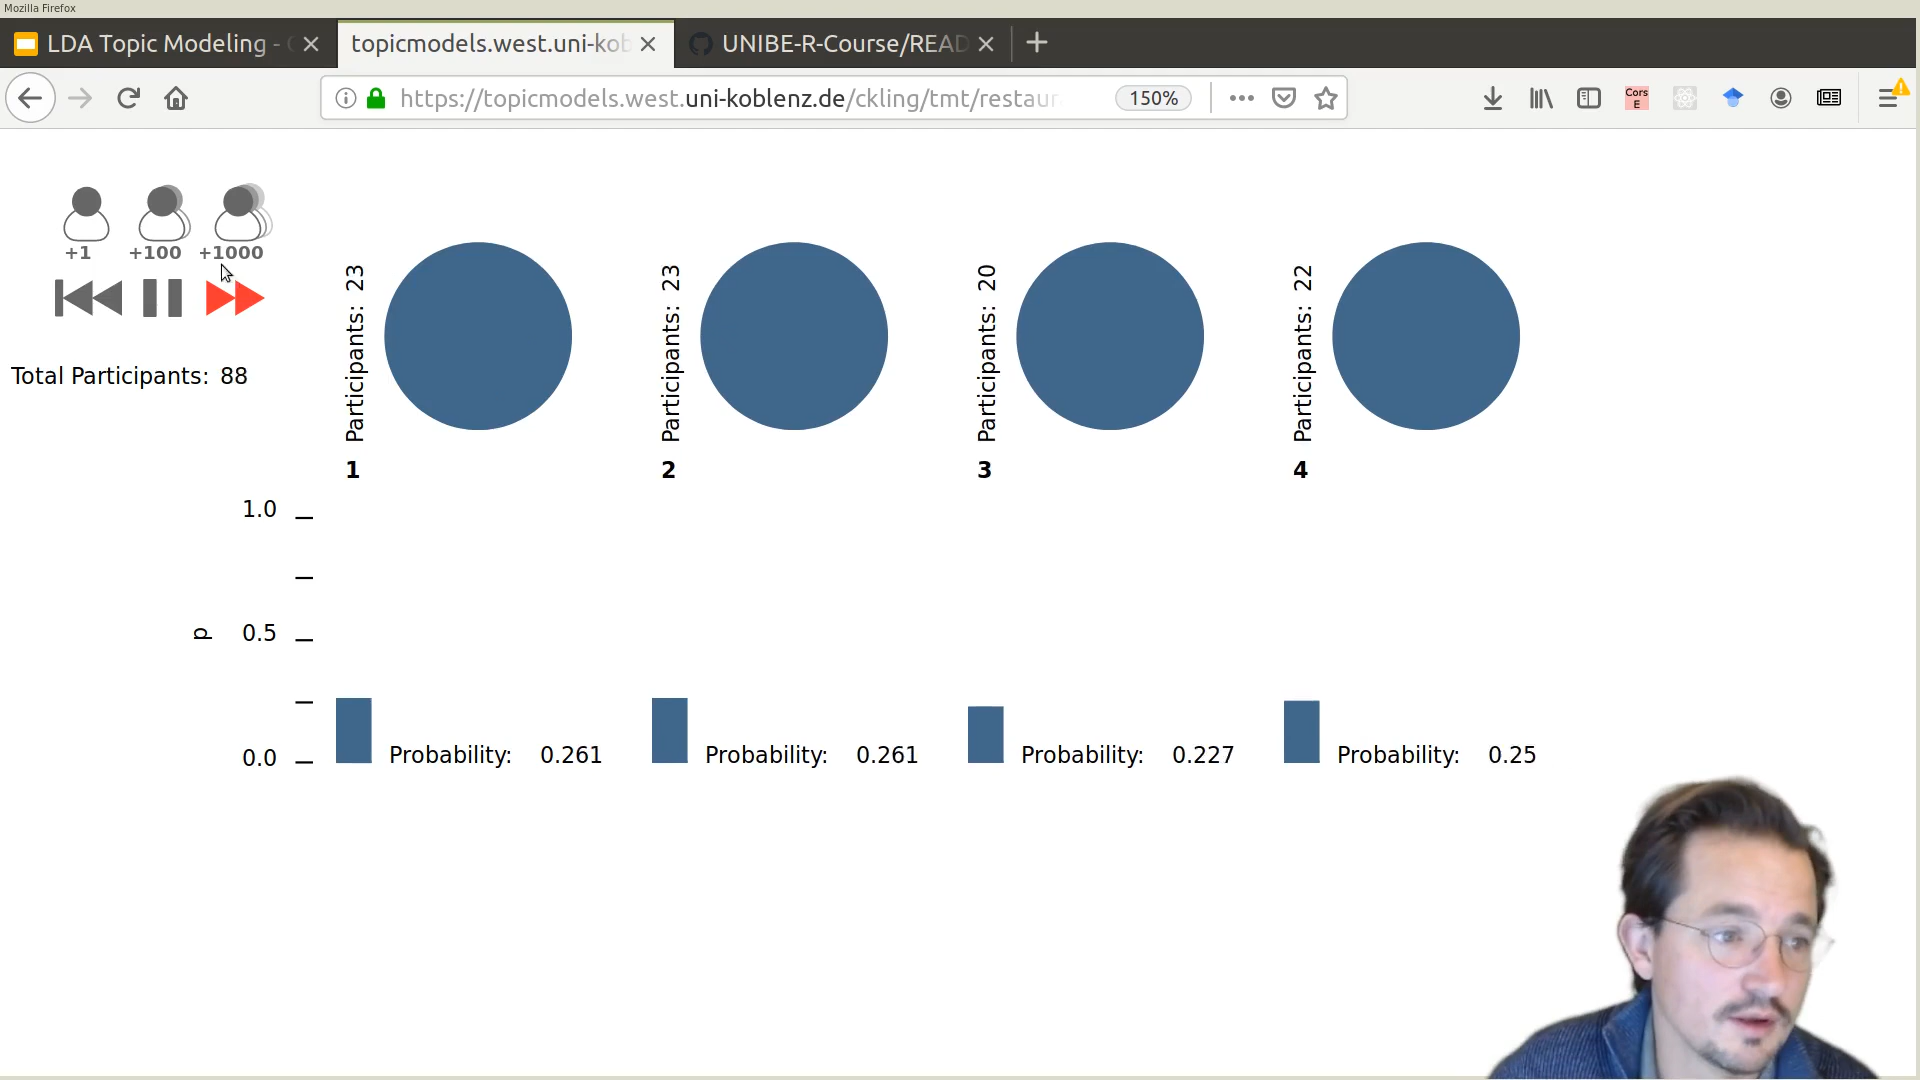 Mozilla Firefox
LDA Topic Modeling -
topicmodels.west.uni-kob
UNIBE-R-Course/READ
https://topicmodels.west.uni-koblenz.de/ckling/tmt/restaur
150%
Cors
E
+1
+100
+1000
Total Participants: 88
Participants: 23
1
Participants: 23
2
Participants: 20
3
Participants: 22
4
1.0
p
0.5
0.0
Probability: 0.261
Probability: 0.261
Probability: 0.227
Probability: 0.25